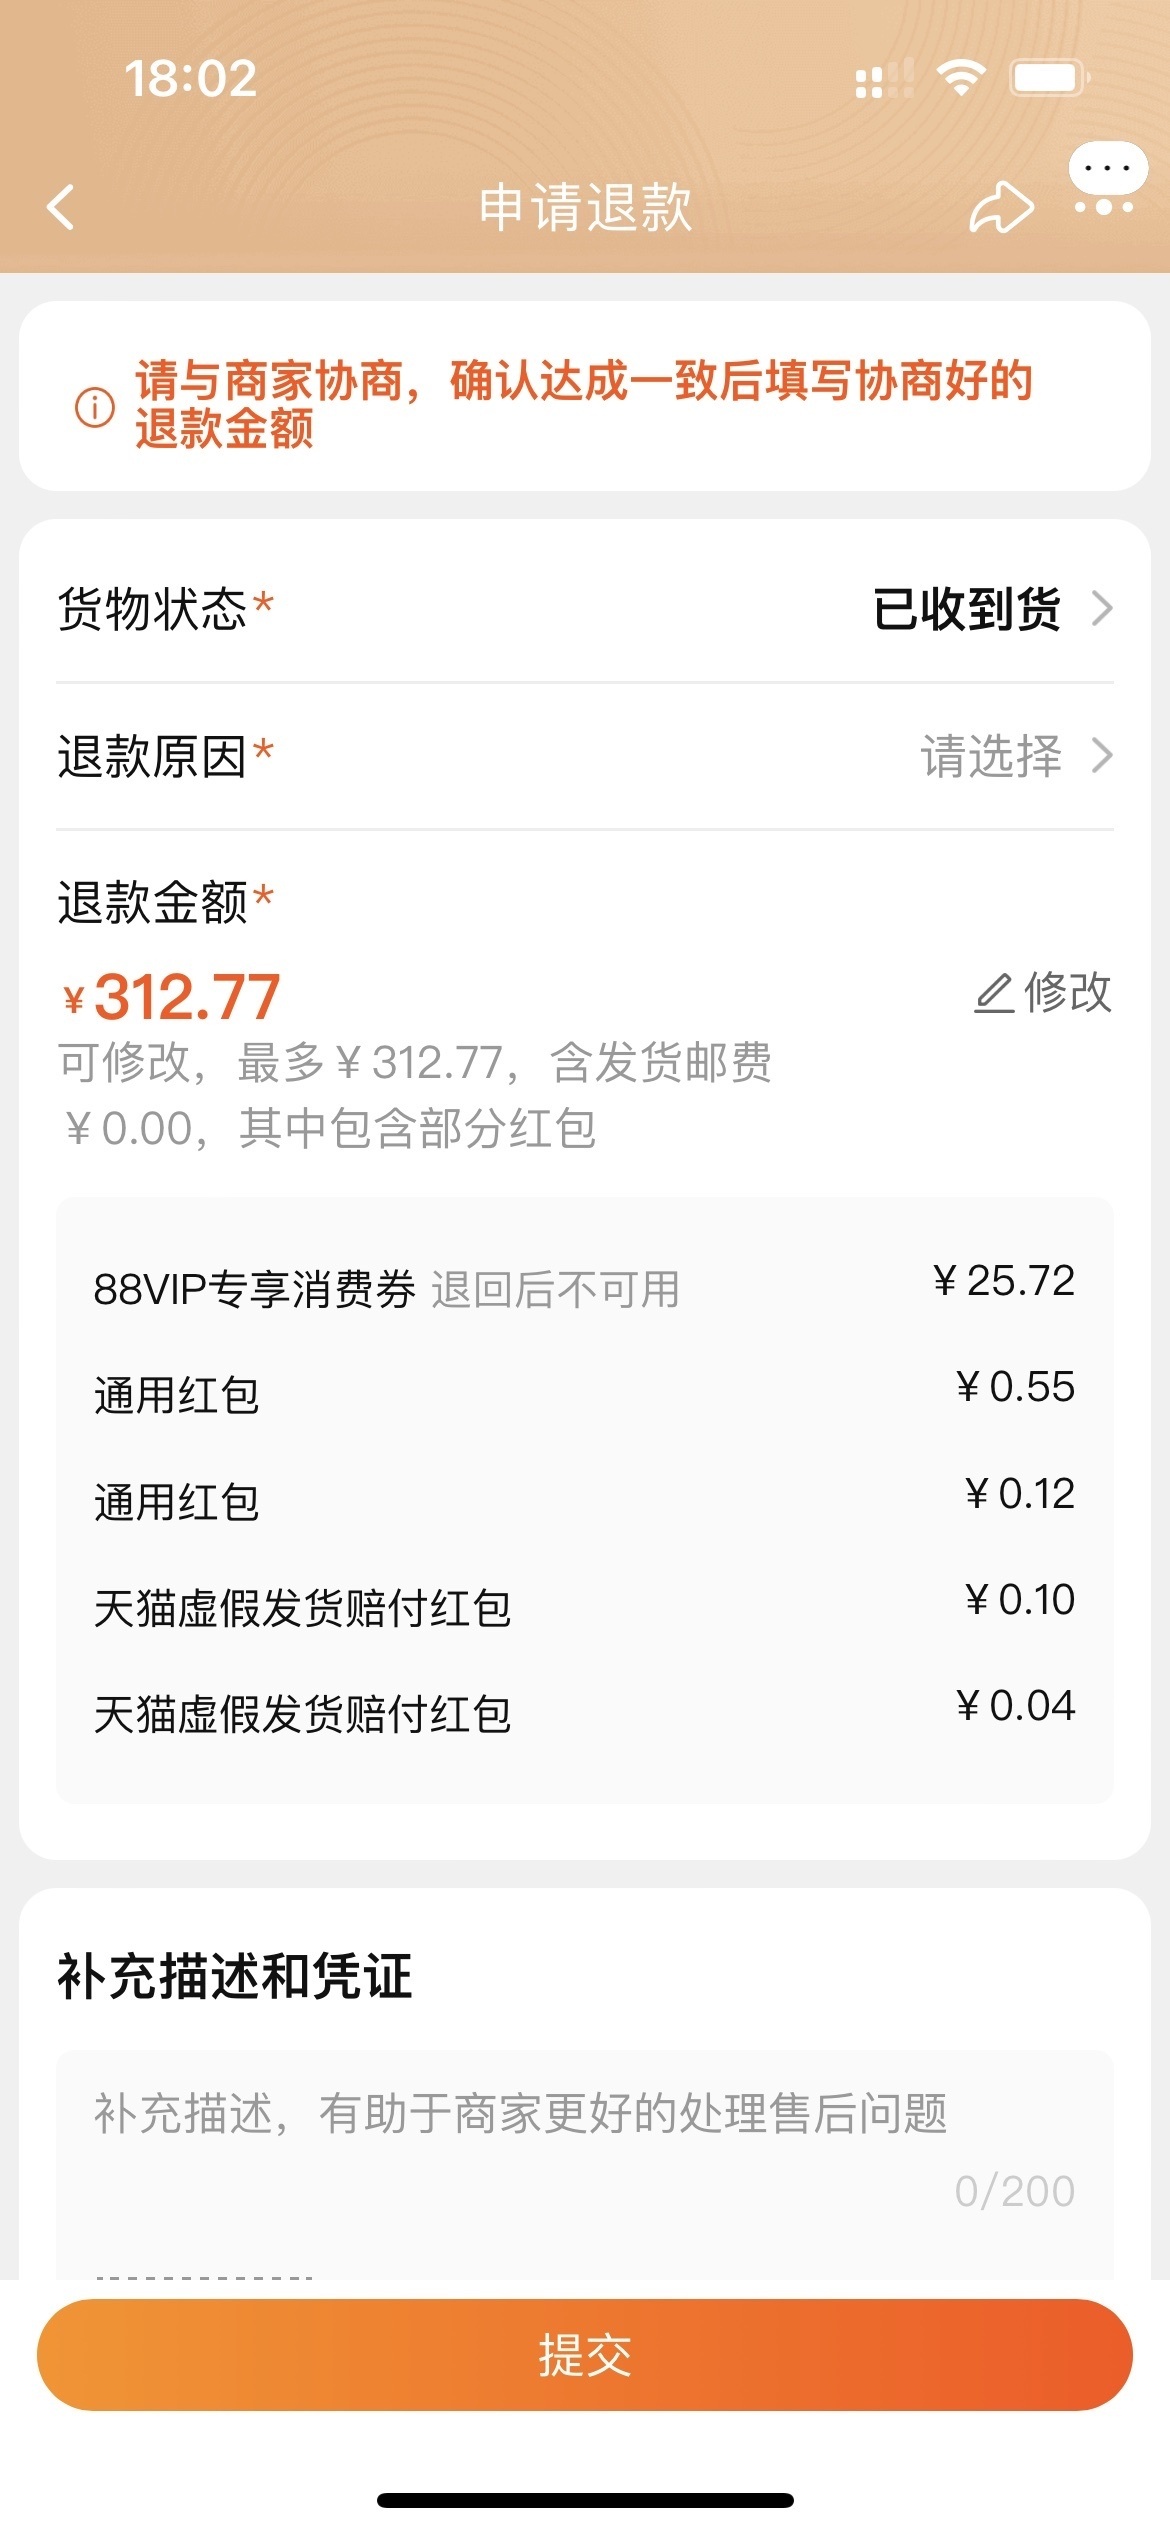 18:02
申请退款
请与商家协商，确认达成一致后填写协商好的
退款金额
货物状态* 已收到货
退款原因* 请选择
退款金额*
¥312.77 修改
可修改，最多¥312.77，含发货邮费
¥0.00，其中包含部分红包
88VIP专享消费券 退回后不可用 ¥25.72
通用红包 ¥0.55
通用红包 ¥0.12
天猫虚假发货赔付红包 ¥0.10
天猫虚假发货赔付红包 ¥0.04
补充描述和凭证
补充描述，有助于商家更好的处理售后问题
0/200
提交